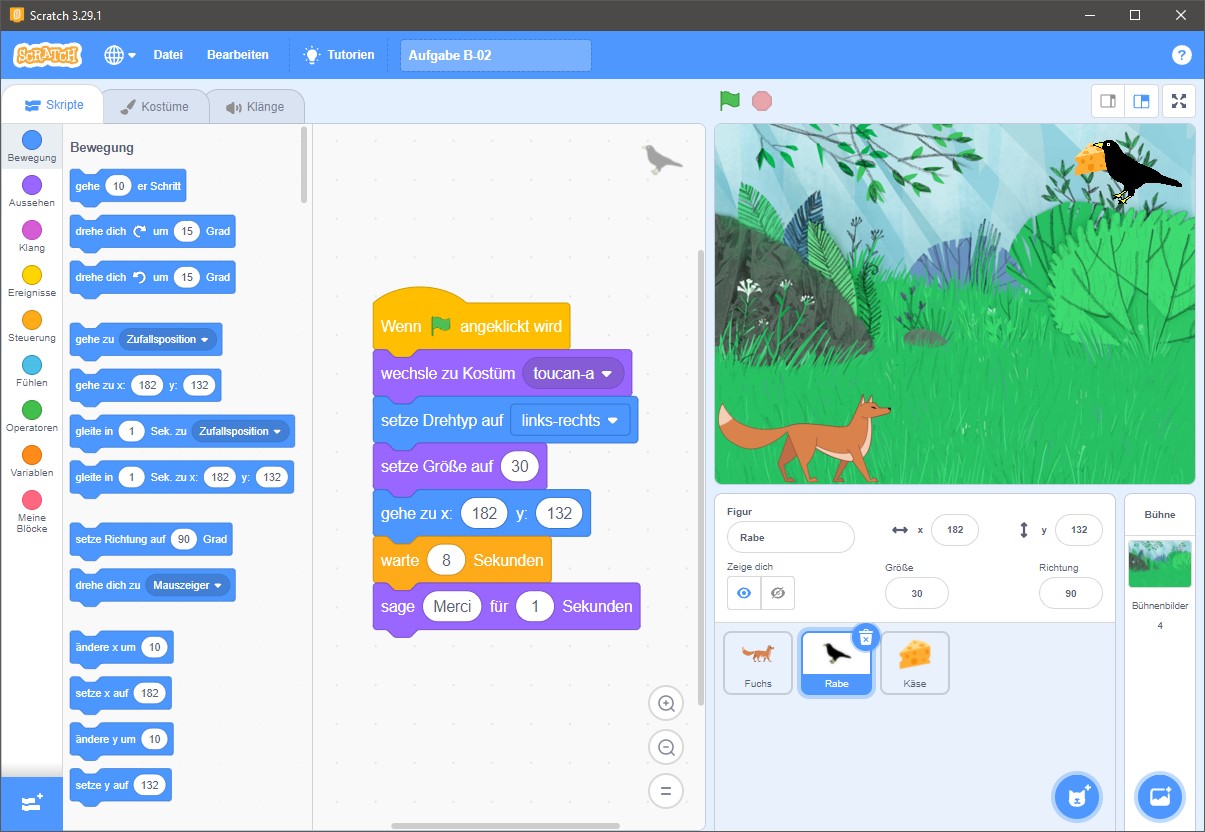 Scratch 3.29.1
SCRATCH
Datei
Bearbeiten
Tutorien
Aufgabe B-02
?
Skripte
Kostüme
Klänge
Bewegung
Aussehen
Klang
Ereignisse
Steuerung
Fühlen
Operatoren
Variablen
Meine
Blöcke
Bewegung
gehe 10 er Schritt
drehe dich um 15 Grad
drehe dich um 15 Grad
gehe zu Zufallsposition
gehe zu x: 182 y: 132
gleite in 1 Sek. zu Zufallsposition
gleite in 1 Sek. zu x: 182 y: 132
setze Richtung auf 90 Grad
drehe dich zu Mauszeiger
ändere x um 10
setze x auf 182
ändere y um 10
setze y auf 132
Wenn angeklickt wird
wechsle zu Kostüm toucan-a
setze Drehtyp auf links-rechts
setze Größe auf 30
gehe zu x: 182 y: 132
warte 8 Sekunden
sage Merci für 1 Sekunden
Figur
Rabe
x 182
y 132
Zeige dich
Größe
30
Richtung
90
Fuchs
Rabe
Käse
Bühne
Bühnenbilder
4